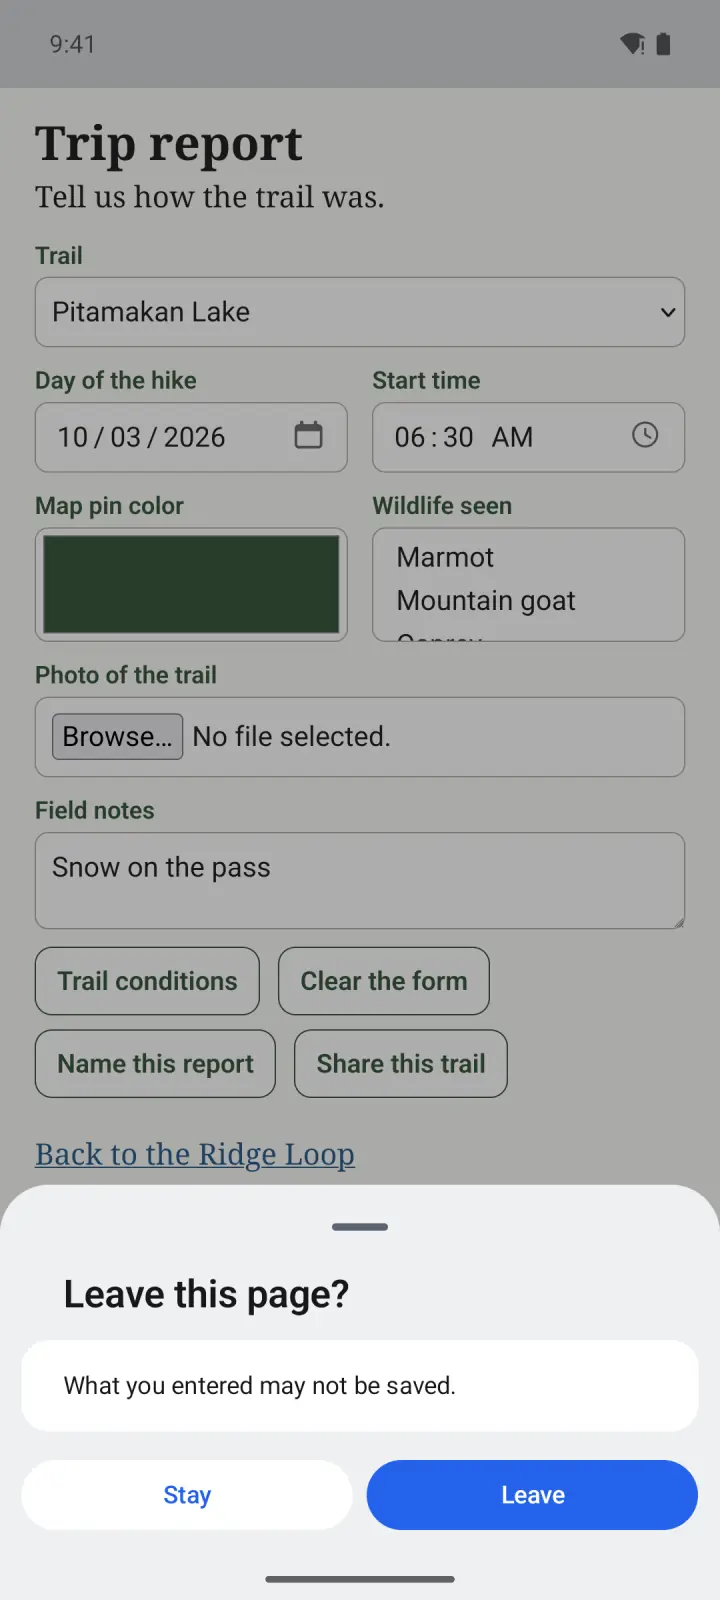 9:41
Trip report
Tell us how the trail was.
Trail
Pitamakan Lake
Day of the hike
Start time
10 / 03 / 2026
06 : 30 AM
Map pin color
Wildlife seen
Marmot
Mountain goat
Photo of the trail
Browse... No file selected.
Field notes
Snow on the pass
Trail conditions
Clear the form
Name this report
Share this trail
Back to the Ridge Loop
Leave this page?
What you entered may not be saved.
Stay
Leave